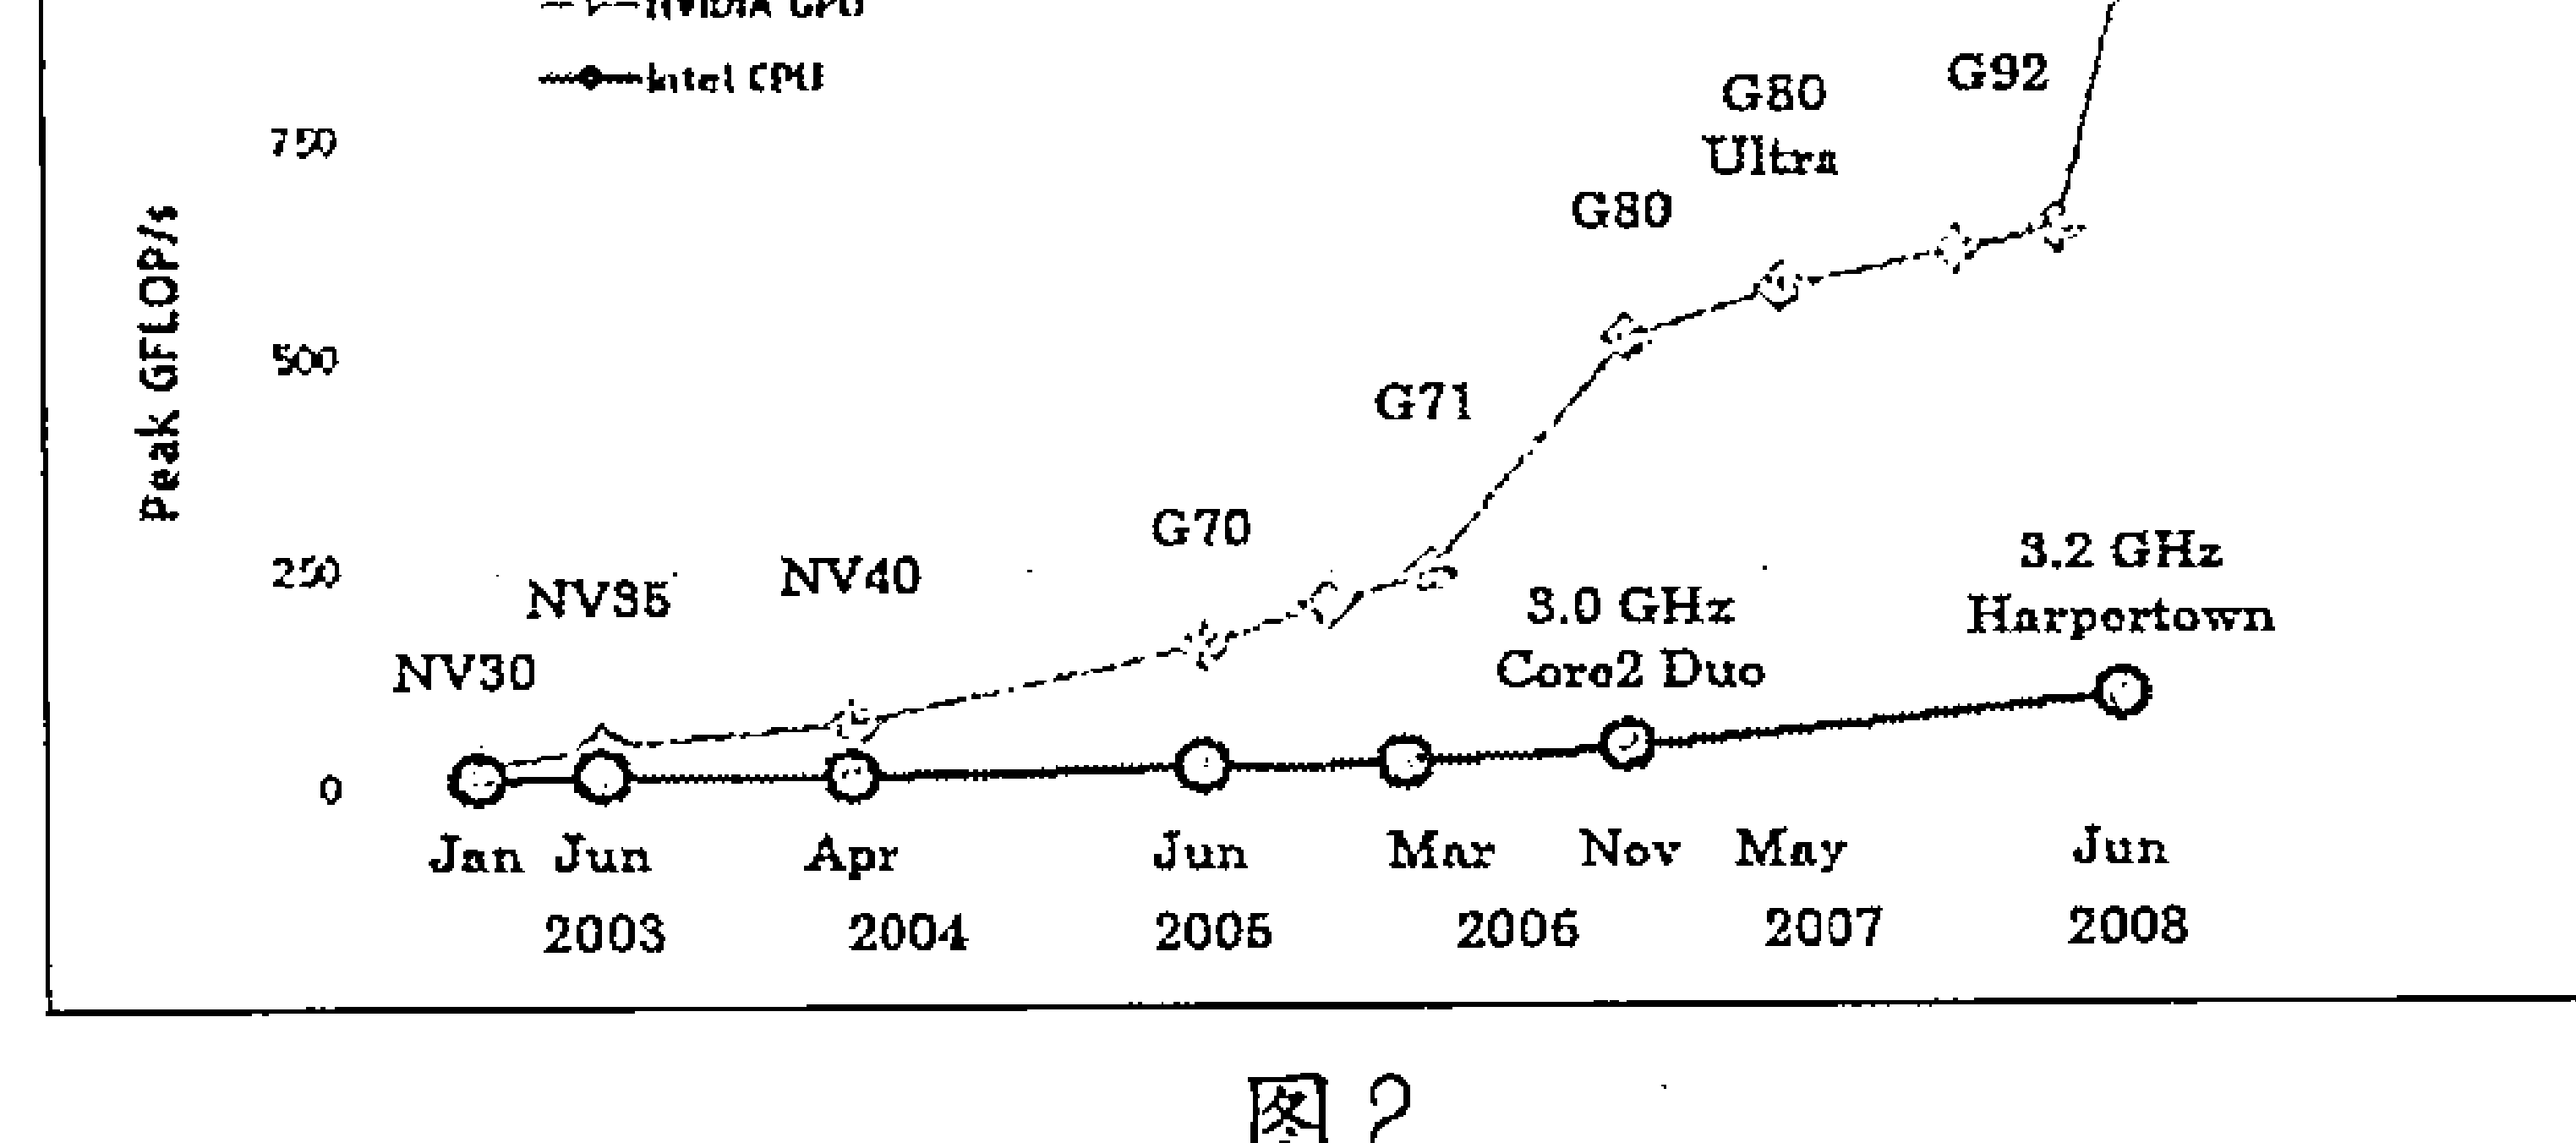 NVIDIA GPU
Intel CPU
G92
G80
Ultra
750
G80
Peak GFLOP/s
500
G71
G70
250
NV35
NV40
3.2 GHz
Harpertown
3.0 GHz
Core2 Duo
NV30
0
Jan Jun Apr Jun Mar Nov May Jun
2003 2004 2005 2006 2007 2008
图 2